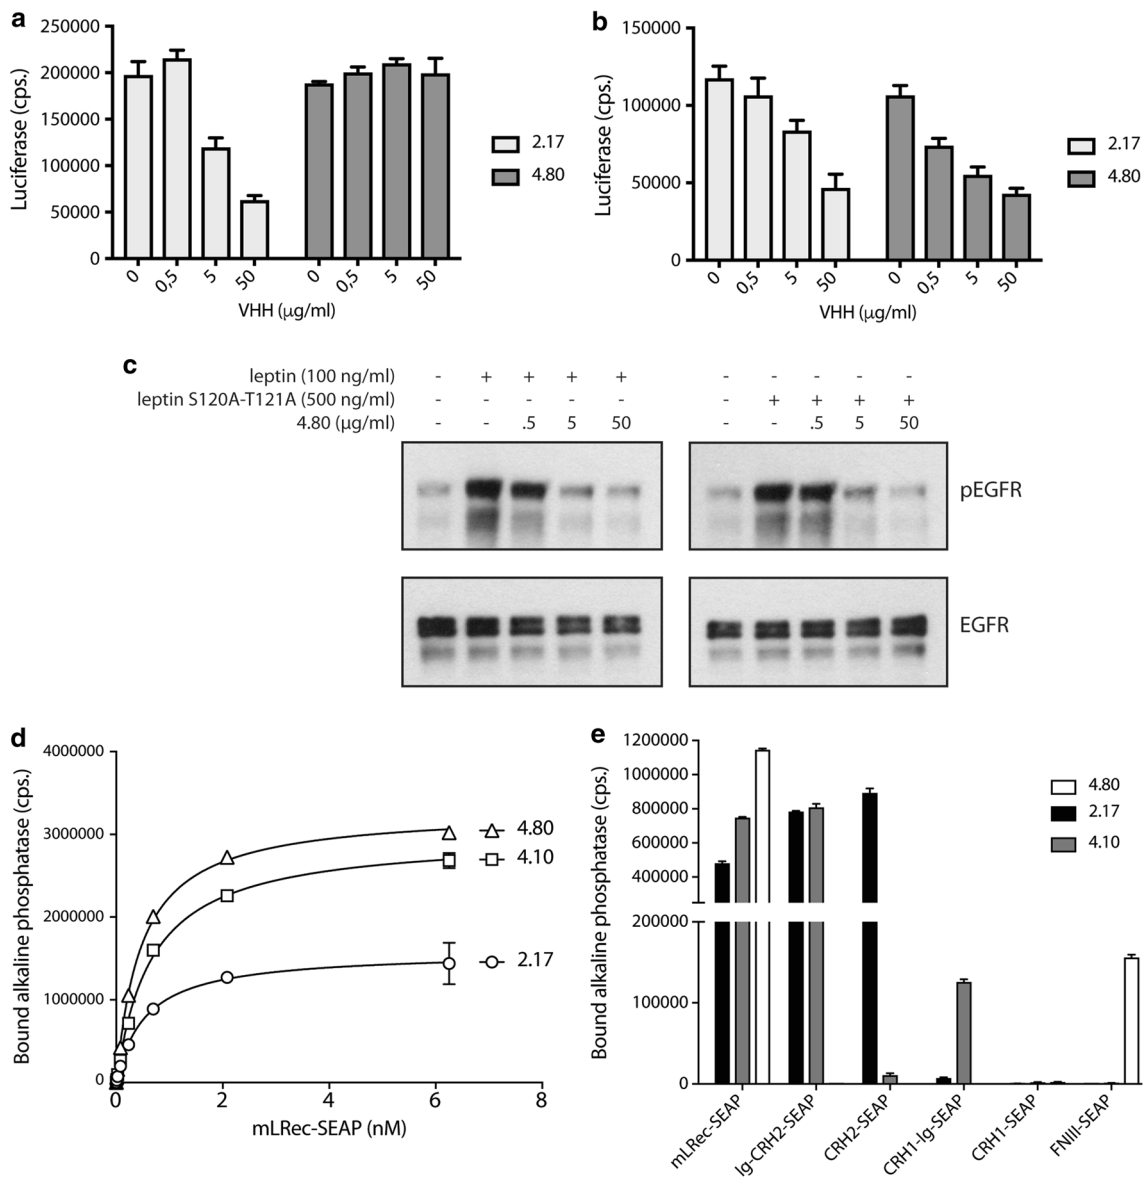 a
250000
200000
150000
100000
50000
0
Luciferase (cps.)
0 0,5 5 50 0 0,5 5 50
VHH (μg/ml)
2.17
4.80
b
150000
100000
50000
0
Luciferase (cps.)
0 0,5 5 50 0 0,5 5 50
VHH (μg/ml)
2.17
4.80
c
leptin (100 ng/ml) - + + + + - - - - -
leptin S120A-T121A (500 ng/ml) - - - - - - + + + +
4.80 (μg/ml) - - .5 5 50 - - .5 5 50
pEGFR
EGFR
d
4000000
3000000
2000000
1000000
0
Bound alkaline phosphatase (cps.)
0 2 4 6 8
mLRec-SEAP (nM)
4.80
4.10
2.17
e
1200000
1000000
800000
600000
400000
200000
100000
0
Bound alkaline phosphatase (cps.)
mLRec-SEAP
Ig-CRH2-SEAP
CRH2-SEAP
CRH1-Ig-SEAP
CRH1-SEAP
FNIII-SEAP
4.80
2.17
4.10